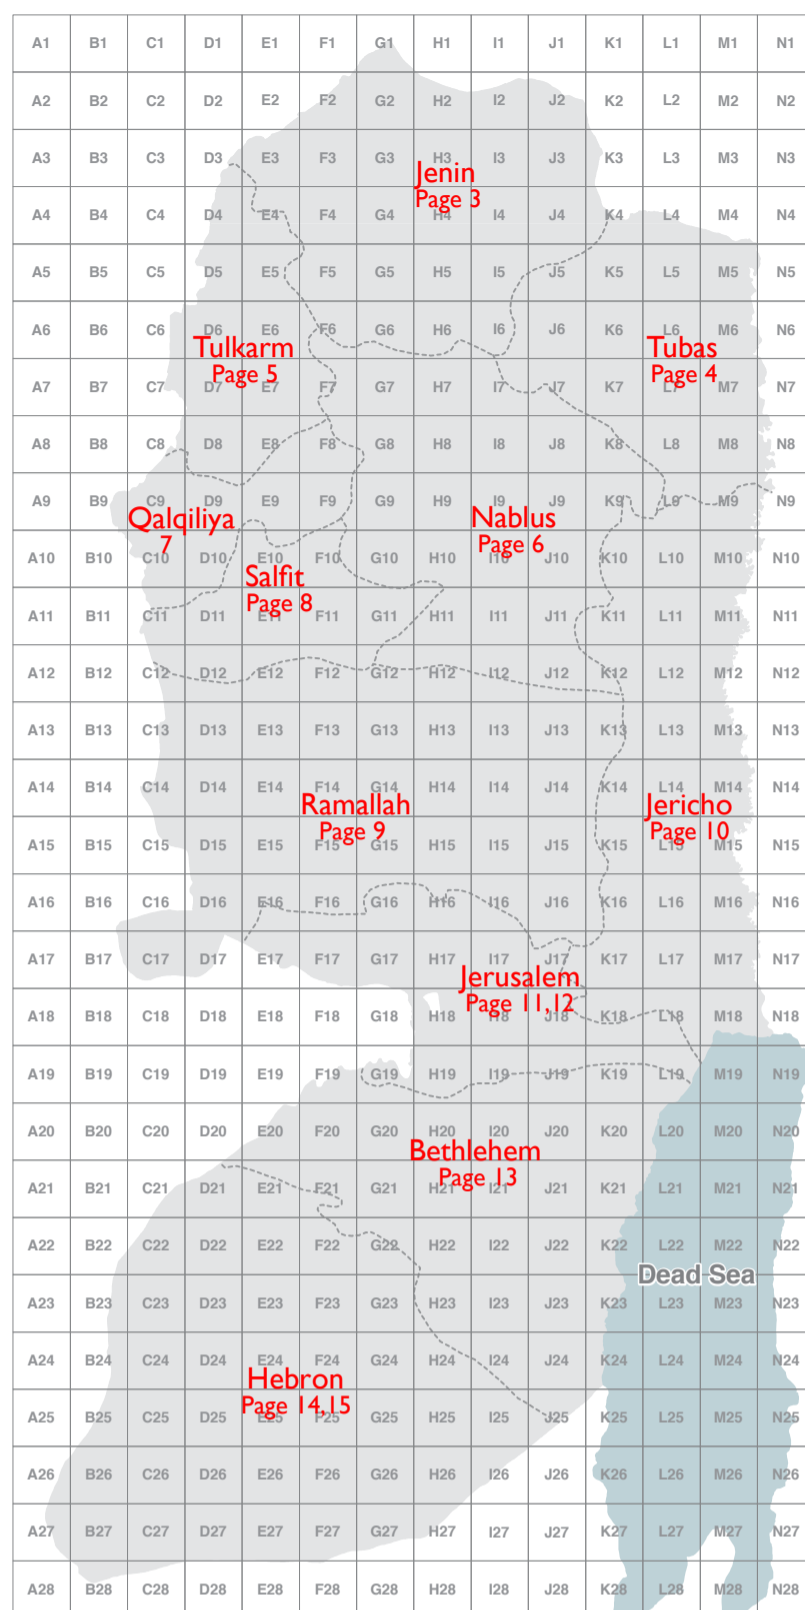 A1 B1 C1 D1 E1 F1 G1 H1 I1 J1 K1 L1 M1 N1
A2 B2 C2 D2 E2 F2 G2 H2 I2 J2 K2 L2 M2 N2
A3 B3 C3 D3 E3 F3 G3 H3 I3 J3 K3 L3 M3 N3
Jenin
Page 3
A4 B4 C4 D4 E4 F4 G4 H4 I4 J4 K4 L4 M4 N4
A5 B5 C5 D5 E5 F5 G5 H5 I5 J5 K5 L5 M5 N5
A6 B6 C6 D6 E6 F6 G6 H6 I6 J6 K6 L6 M6 N6
Tulkarm Tubas
Page 5 Page 4
A7 B7 C7 D7 E7 F7 G7 H7 I7 J7 K7 L7 M7 N7
A8 B8 C8 D8 E8 F8 G8 H8 I8 J8 K8 L8 M8 N8
A9 B9 C9 D9 E9 F9 G9 H9 I9 J9 K9 L9 M9 N9
Qalqiliya Nablus
7 Page 6
A10 B10 C10 D10 E10 F10 G10 H10 I10 J10 K10 L10 M10 N10
Salfit
Page 8
A11 B11 C11 D11 E11 F11 G11 H11 I11 J11 K11 L11 M11 N11
A12 B12 C12 D12 E12 F12 G12 H12 I12 J12 K12 L12 M12 N12
A13 B13 C13 D13 E13 F13 G13 H13 I13 J13 K13 L13 M13 N13
A14 B14 C14 D14 E14 F14 G14 H14 I14 J14 K14 L14 M14 N14
Ramallah Jericho
Page 9 Page 10
A15 B15 C15 D15 E15 F15 G15 H15 I15 J15 K15 L15 M15 N15
A16 B16 C16 D16 E16 F16 G16 H16 I16 J16 K16 L16 M16 N16
A17 B17 C17 D17 E17 F17 G17 H17 I17 J17 K17 L17 M17 N17
Jerusalem
Page 11,12
A18 B18 C18 D18 E18 F18 G18 H18 I18 J18 K18 L18 M18 N18
A19 B19 C19 D19 E19 F19 G19 H19 I19 J19 K19 L19 M19 N19
A20 B20 C20 D20 E20 F20 G20 H20 I20 J20 K20 L20 M20 N20
Bethlehem
Page 13
A21 B21 C21 D21 E21 F21 G21 H21 I21 J21 K21 L21 M21 N21
A22 B22 C22 D22 E22 F22 G22 H22 I22 J22 K22 L22 M22 N22
Dead Sea
A23 B23 C23 D23 E23 F23 G23 H23 I23 J23 K23 L23 M23 N23
A24 B24 C24 D24 E24 F24 G24 H24 I24 J24 K24 L24 M24 N24
Hebron
Page 14,15
A25 B25 C25 D25 E25 F25 G25 H25 I25 J25 K25 L25 M25 N25
A26 B26 C26 D26 E26 F26 G26 H26 I26 J26 K26 L26 M26 N26
A27 B27 C27 D27 E27 F27 G27 H27 I27 J27 K27 L27 M27 N27
A28 B28 C28 D28 E28 F28 G28 H28 I28 J28 K28 L28 M28 N28